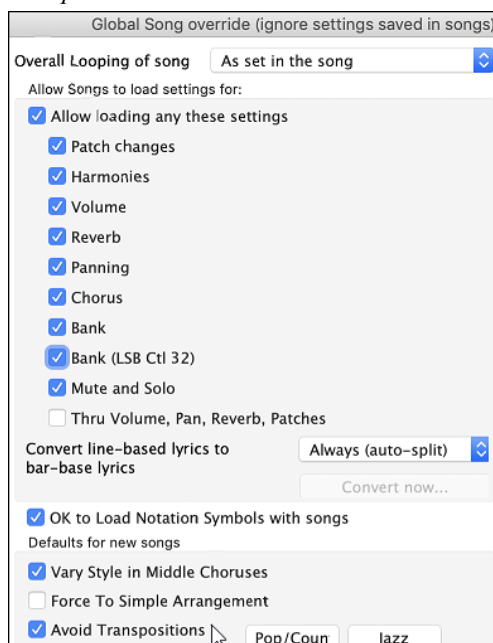 Global Song override (ignore settings saved in songs)
Overall Looping of song As set in the song
Allow Songs to load settings for:
Allow loading any these settings
Patch changes
Harmonies
Volume
Reverb
Panning
Chorus
Bank
Bank (LSB Ctl 32)
Mute and Solo
Thru Volume, Pan, Reverb, Patches
Convert line-based lyrics to Always (auto-split)
bar-base lyrics
Convert now...
OK to Load Notation Symbols with songs
Defaults for new songs
Vary Style in Middle Choruses
Force To Simple Arrangement
Avoid Transpositions Pop/Coun Jazz